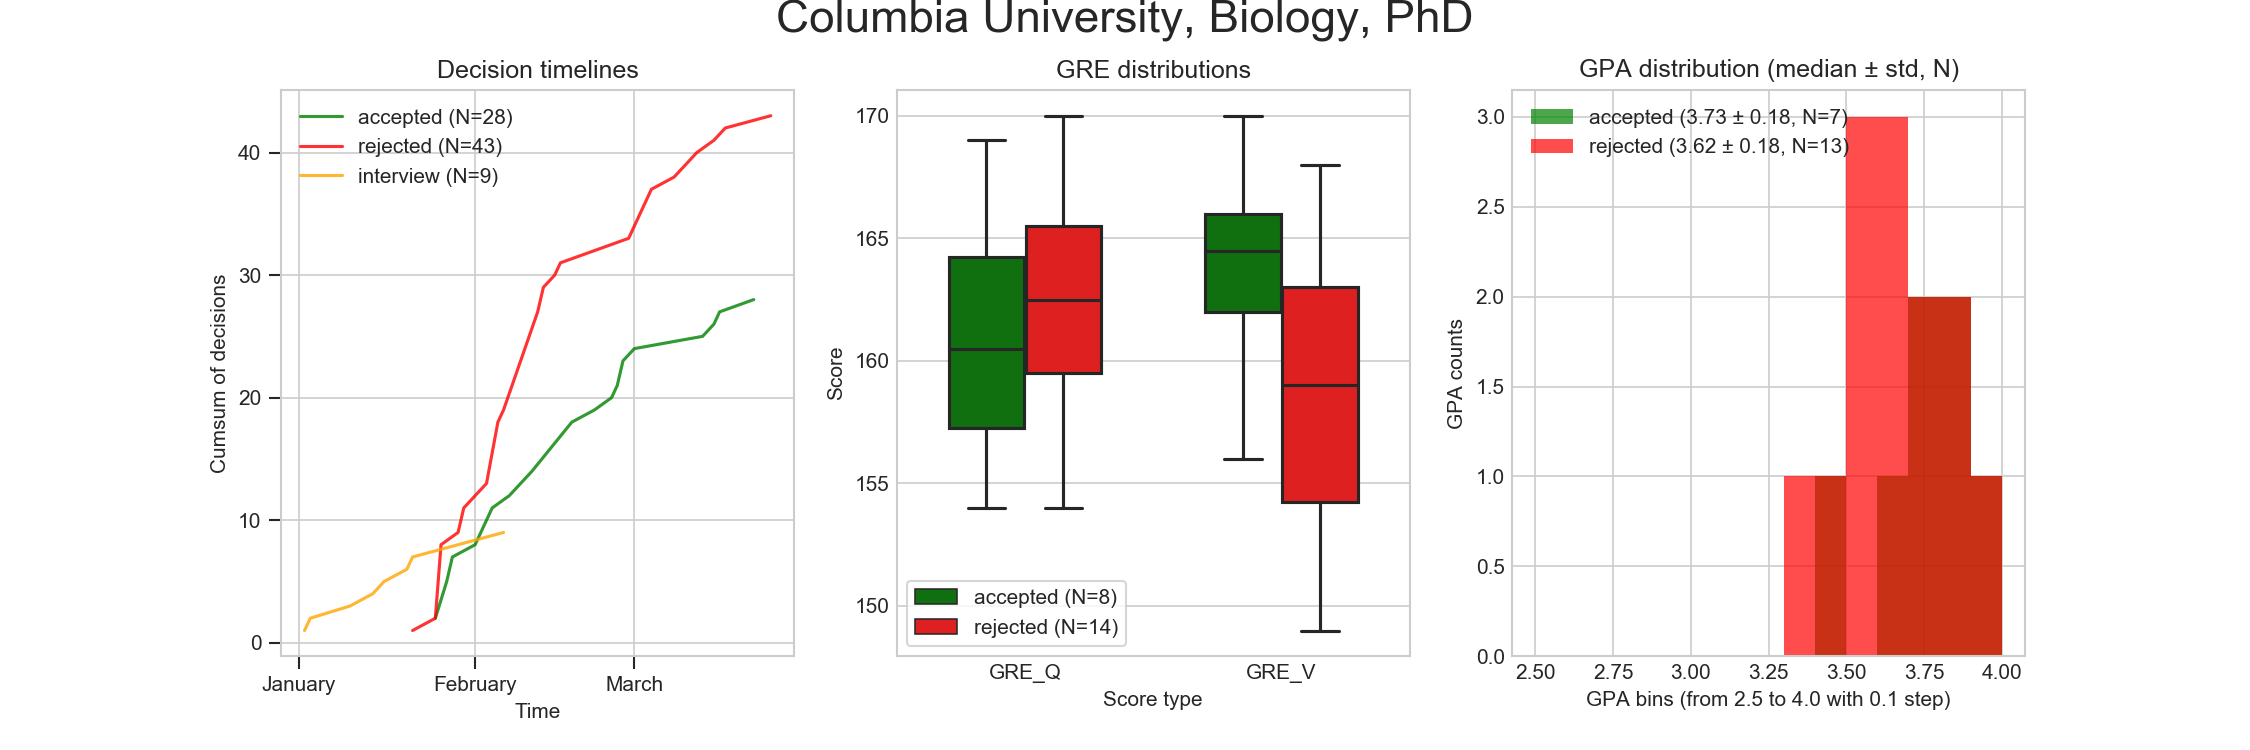 Columbia University, Biology, PhD
Decision timelines
accepted (N=28)
rejected (N=43)
interview (N=9)
40
30
20
10
0
Cumsum of decisions
January February March
Time
GRE distributions
170
165
160
155
150
Score
accepted (N=8)
rejected (N=14)
GRE_Q GRE_V
Score type
GPA distribution (median ± std, N)
accepted (3.73 ± 0.18, N=7)
rejected (3.62 ± 0.18, N=13)
3.0
2.5
2.0
1.5
1.0
0.5
0.0
GPA counts
2.50 2.75 3.00 3.25 3.50 3.75 4.00
GPA bins (from 2.5 to 4.0 with 0.1 step)